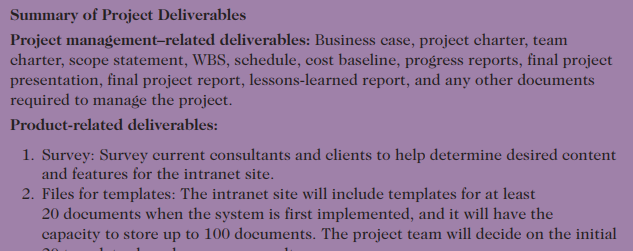 Summary of Project Deliverables
Project management–related deliverables: Business case, project charter, team
charter, scope statement, WBS, schedule, cost baseline, progress reports, final project
presentation, final project report, lessons-learned report, and any other documents
required to manage the project.
Product-related deliverables:
1. Survey: Survey current consultants and clients to help determine desired content
and features for the intranet site.
2. Files for templates: The intranet site will include templates for at least
20 documents when the system is first implemented, and it will have the
capacity to store up to 100 documents. The project team will decide on the initial